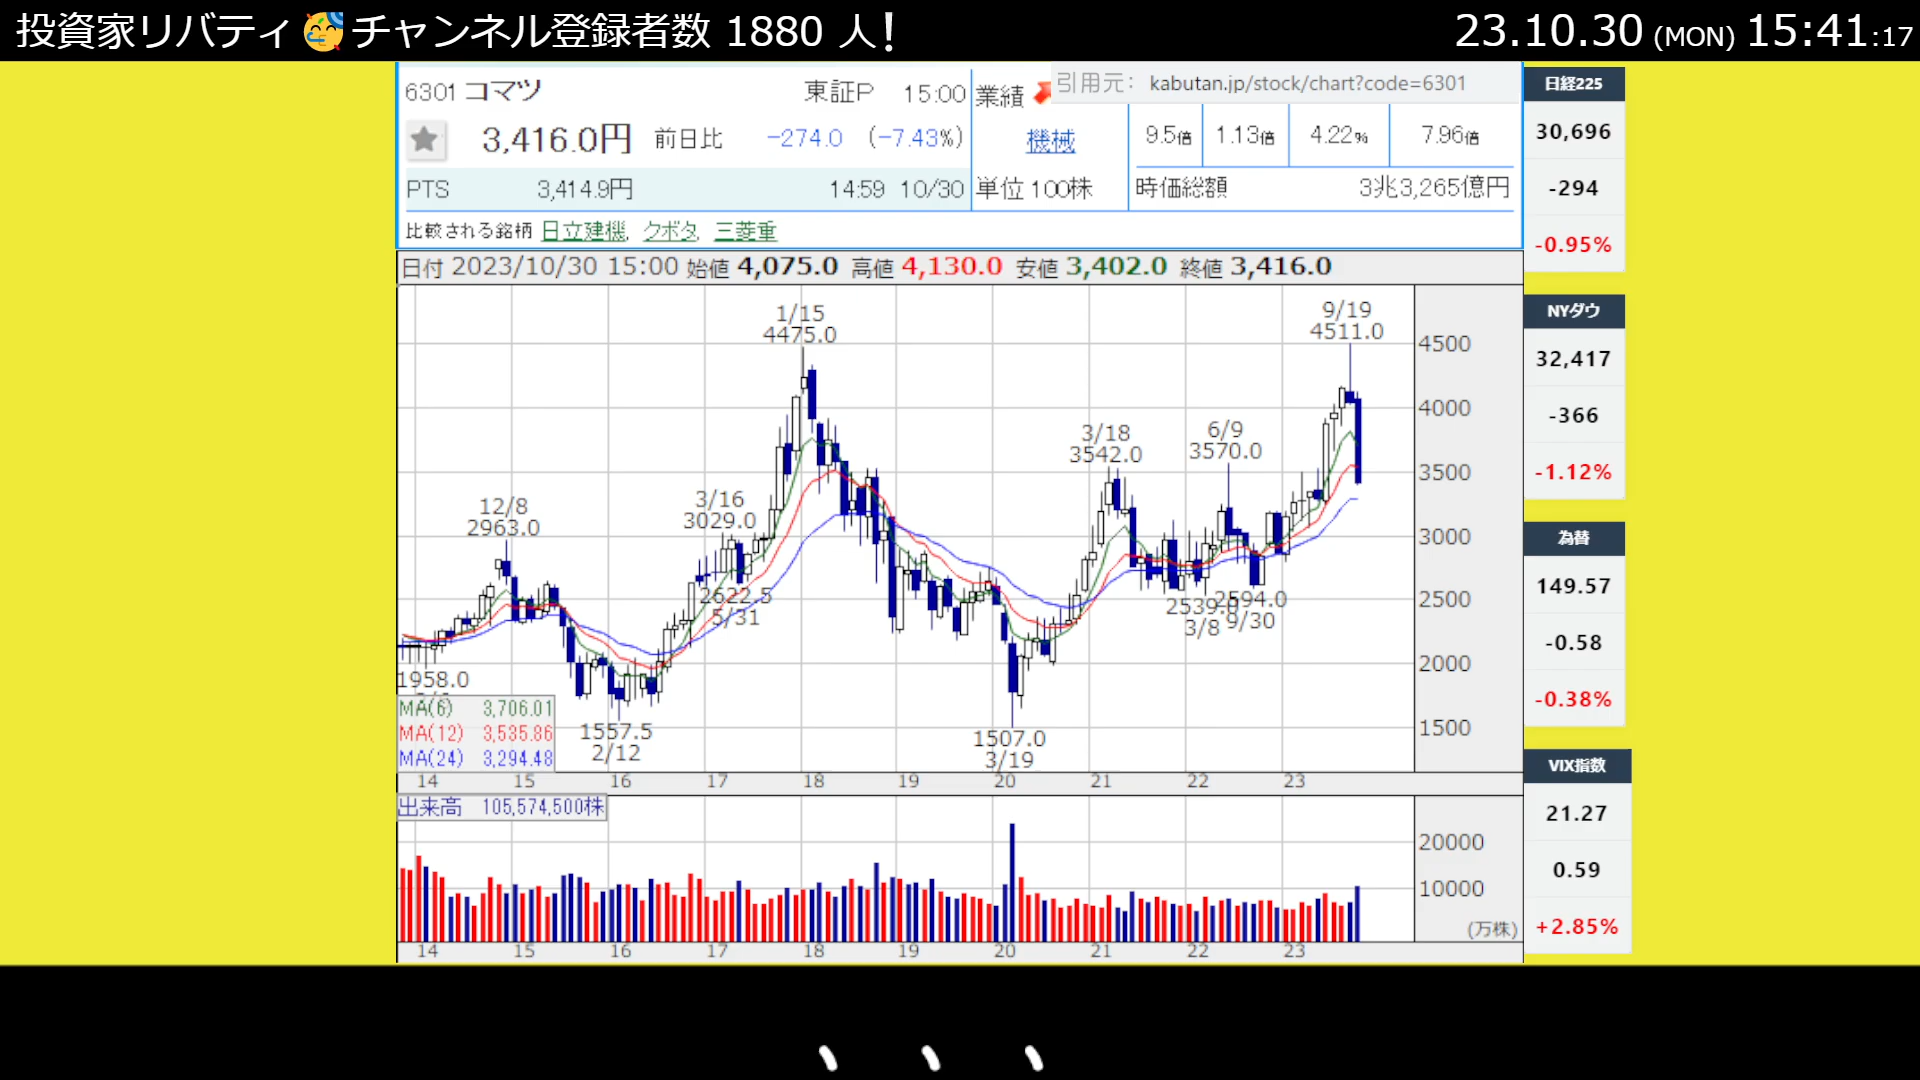 投資家リバティ🥳チャンネル登録者数 1880 人!
23.10.30 (MON) 15:41:17
6301 コマツ 東証P 15:00
業績
引用元: kabutan.jp/stock/chart?code=6301
3,416.0円 前日比 -274.0 (-7.43%)
機械 9.5倍 1.13倍 4.22% 7.96倍
PTS 3,414.9円 14:59 10/30
単位 100株 時価総額 3兆3,265億円
比較される銘柄 日立建機, クボタ, 三菱重
日付 2023/10/30 15:00 始値 4,075.0 高値 4,130.0 安値 3,402.0 終値 3,416.0
1/15
4475.0
9/19
4511.0
3/18
3542.0
6/9
3570.0
12/8
2963.0
3/16
3029.0
2622.5
5/31
2539.0
3/8
2594.0
9/30
1958.0
1557.5
2/12
1507.0
3/19
4500
4000
3500
3000
2500
2000
1500
MA(6) 3,706.01
MA(12) 3,535.86
MA(24) 3,294.48
14 15 16 17 18 19 20 21 22 23
出来高 105,574,500株
20000
10000
(万株)
14 15 16 17 18 19 20 21 22 23
日経225
30,696
-294
-0.95%
NYダウ
32,417
-366
-1.12%
為替
149.57
-0.58
-0.38%
VIX指数
21.27
0.59
+2.85%